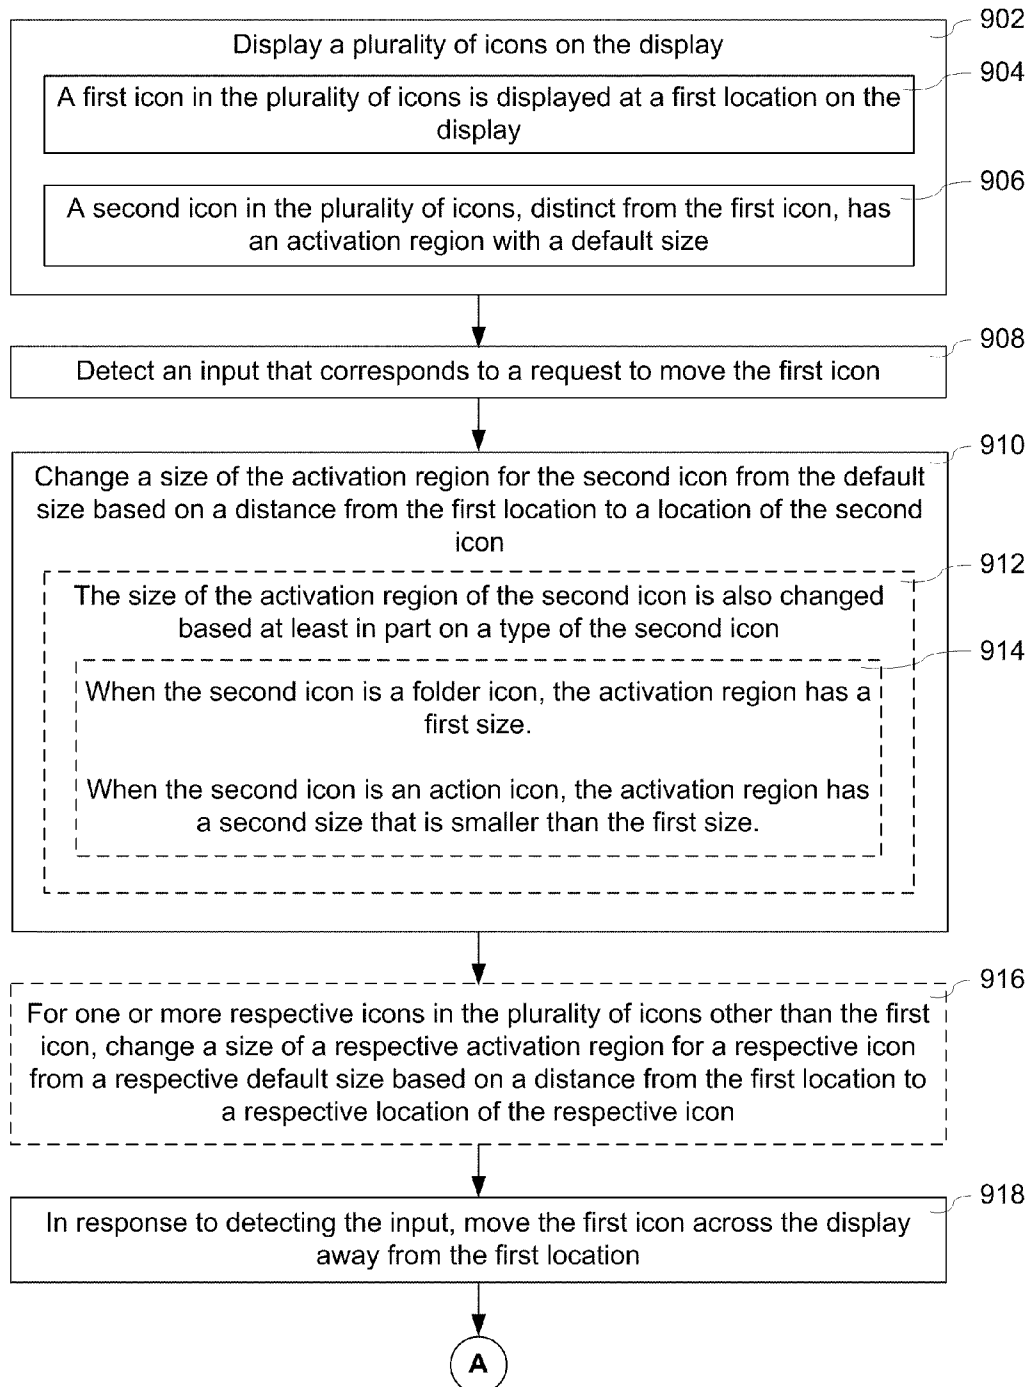 902
Display a plurality of icons on the display
904
A first icon in the plurality of icons is displayed at a first location on the
display
906
A second icon in the plurality of icons, distinct from the first icon, has
an activation region with a default size
908
Detect an input that corresponds to a request to move the first icon
910
Change a size of the activation region for the second icon from the default
size based on a distance from the first location to a location of the second
icon
912
The size of the activation region of the second icon is also changed
based at least in part on a type of the second icon
914
When the second icon is a folder icon, the activation region has a
first size.
When the second icon is an action icon, the activation region has
a second size that is smaller than the first size.
916
For one or more respective icons in the plurality of icons other than the first
icon, change a size of a respective activation region for a respective icon
from a respective default size based on a distance from the first location to
a respective location of the respective icon
918
In response to detecting the input, move the first icon across the display
away from the first location
A